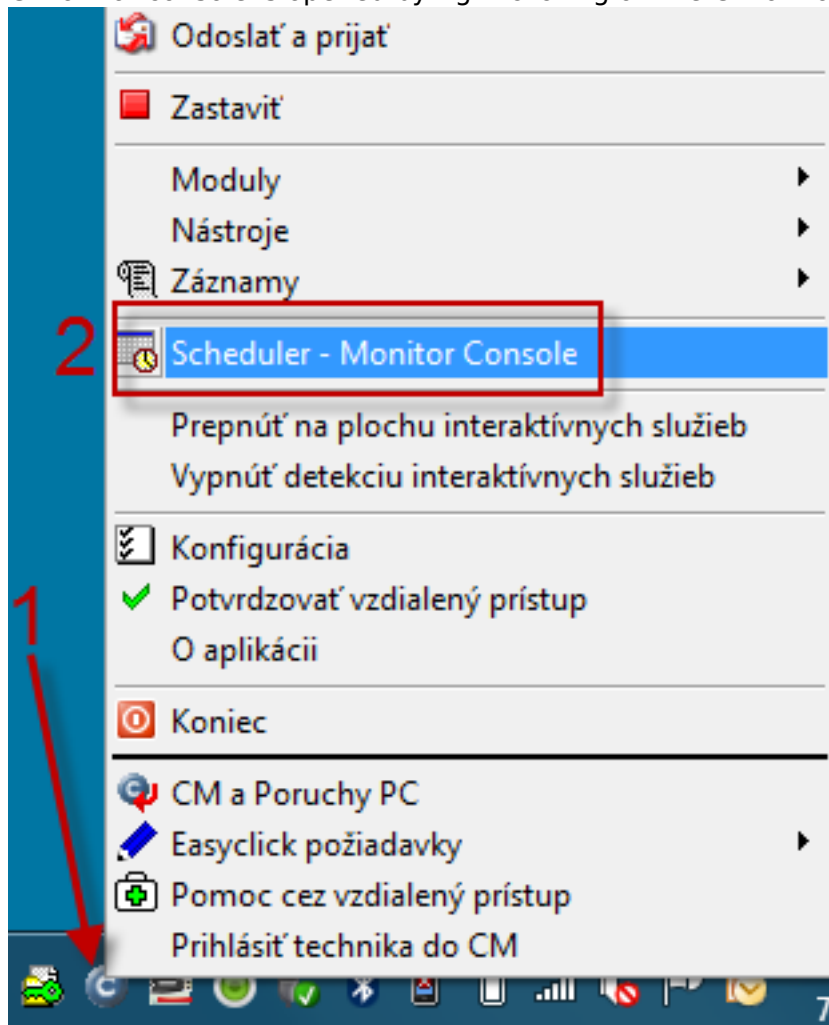 Odoslať a prijať
Zastaviť
Moduly
Nástroje
Záznamy
2
Scheduler - Monitor Console
Prepnúť na plochu interaktívnych služieb
Vypnúť detekciu interaktívnych služieb
Konfigurácia
1
Potvrdzovať vzdialený prístup
O aplikácii
Koniec
CM a Poruchy PC
Easyclick požiadavky
Pomoc cez vzdialený prístup
Prihlásiť technika do CM
7